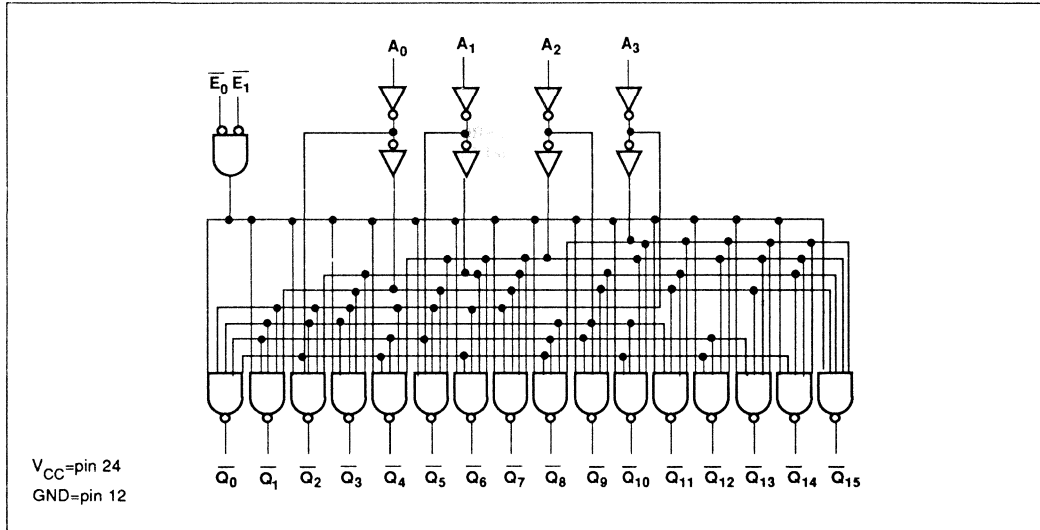 A0 A1 A2 A3
E̅0̅ E̅1̅
Q̅0 Q̅1 Q̅2 Q̅3 Q̅4 Q̅5 Q̅6 Q̅7 Q̅8 Q̅9 Q̅10 Q̅11 Q̅12 Q̅13 Q̅14 Q̅15
VCC=pin 24
GND=pin 12